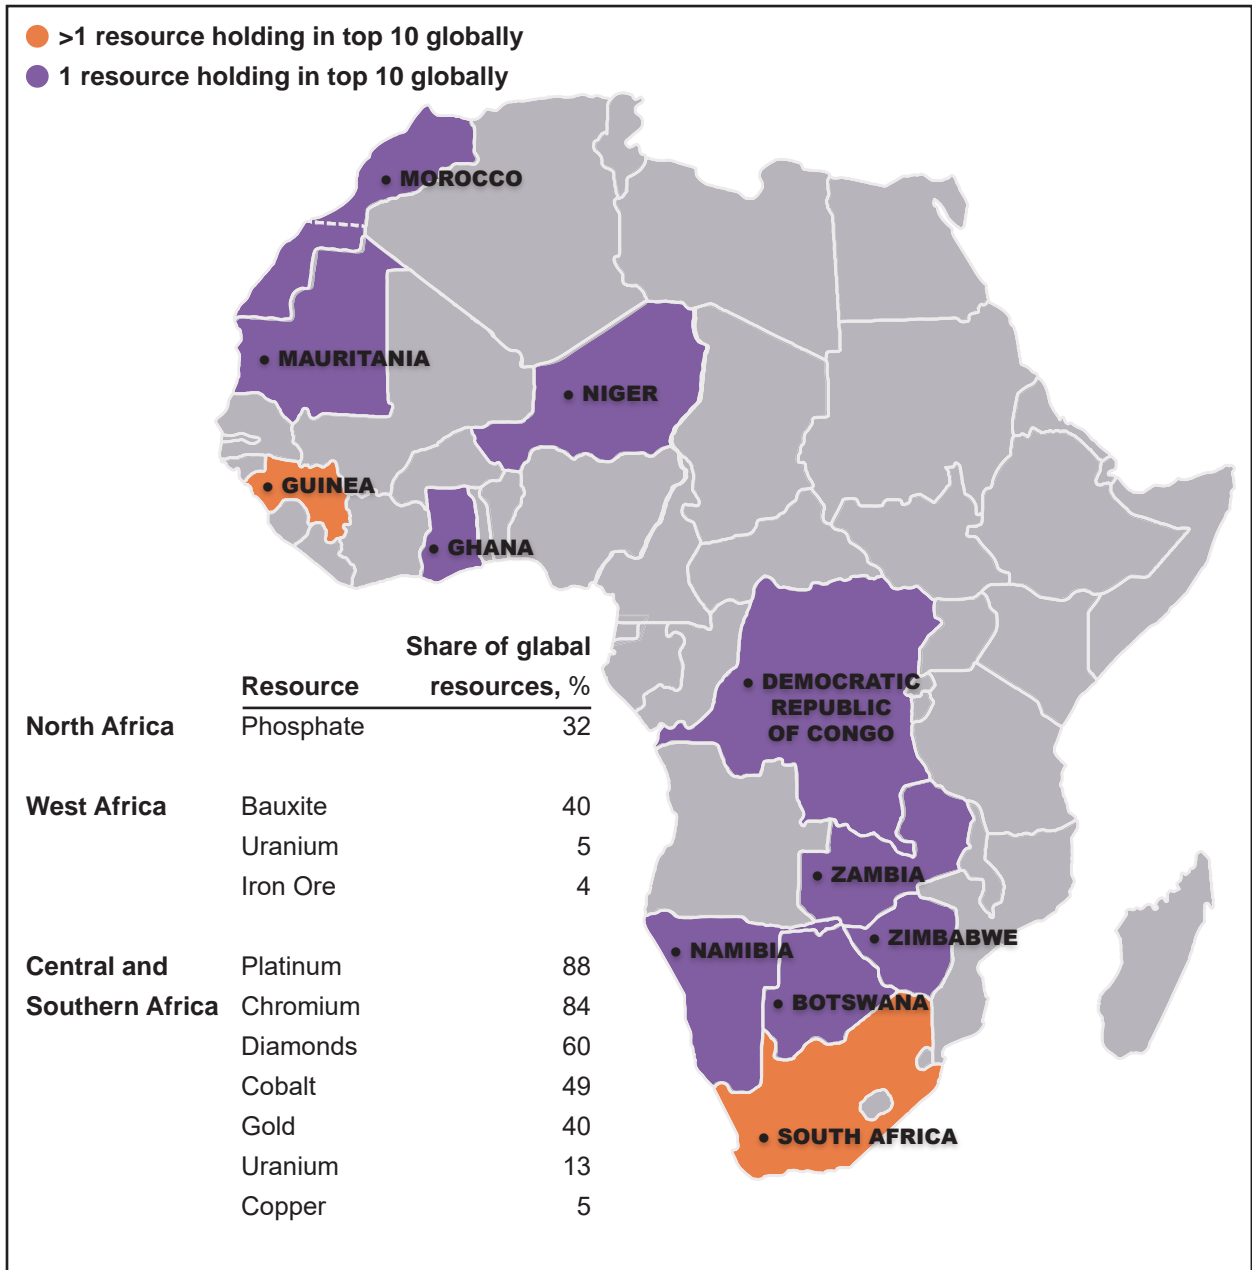 >1 resource holding in top 10 globally
1 resource holding in top 10 globally
MOROCCO
MAURITANIA
NIGER
GUINEA
GHANA
DEMOCRATIC
REPUBLIC
OF CONGO
ZAMBIA
ZIMBABWE
NAMIBIA
BOTSWANA
SOUTH AFRICA
Share of glabal
Resource resources, %
North Africa Phosphate 32
West Africa Bauxite 40
Uranium 5
Iron Ore 4
Central and Platinum 88
Southern Africa Chromium 84
Diamonds 60
Cobalt 49
Gold 40
Uranium 13
Copper 5